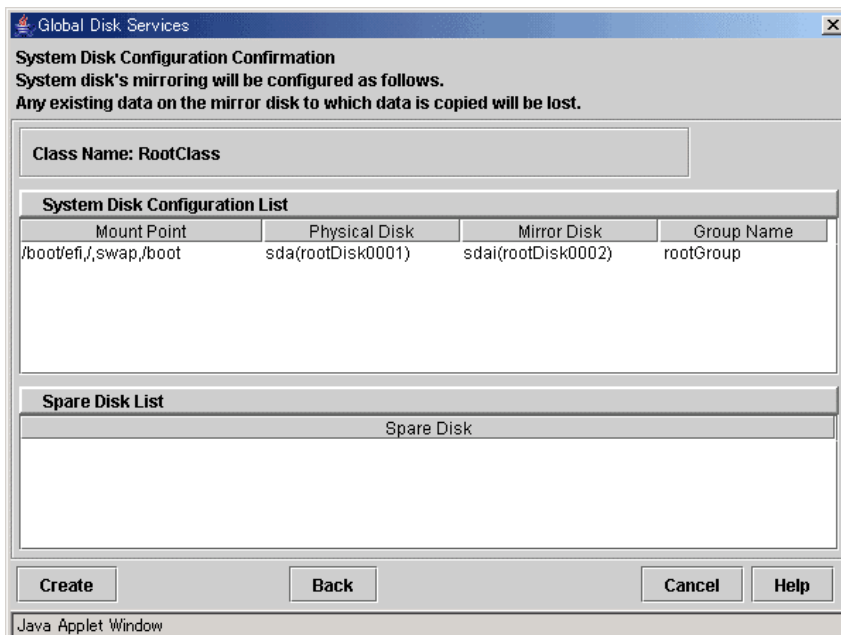 Global Disk Services
System Disk Configuration Confirmation
System disk's mirroring will be configured as follows.
Any existing data on the mirror disk to which data is copied will be lost.
Class Name: RootClass
System Disk Configuration List
Mount Point Physical Disk Mirror Disk Group Name
/boot/efi,/,swap,/boot sda(rootDisk0001) sdai(rootDisk0002) rootGroup
Spare Disk List
Spare Disk
Create Back Cancel Help
Java Applet Window